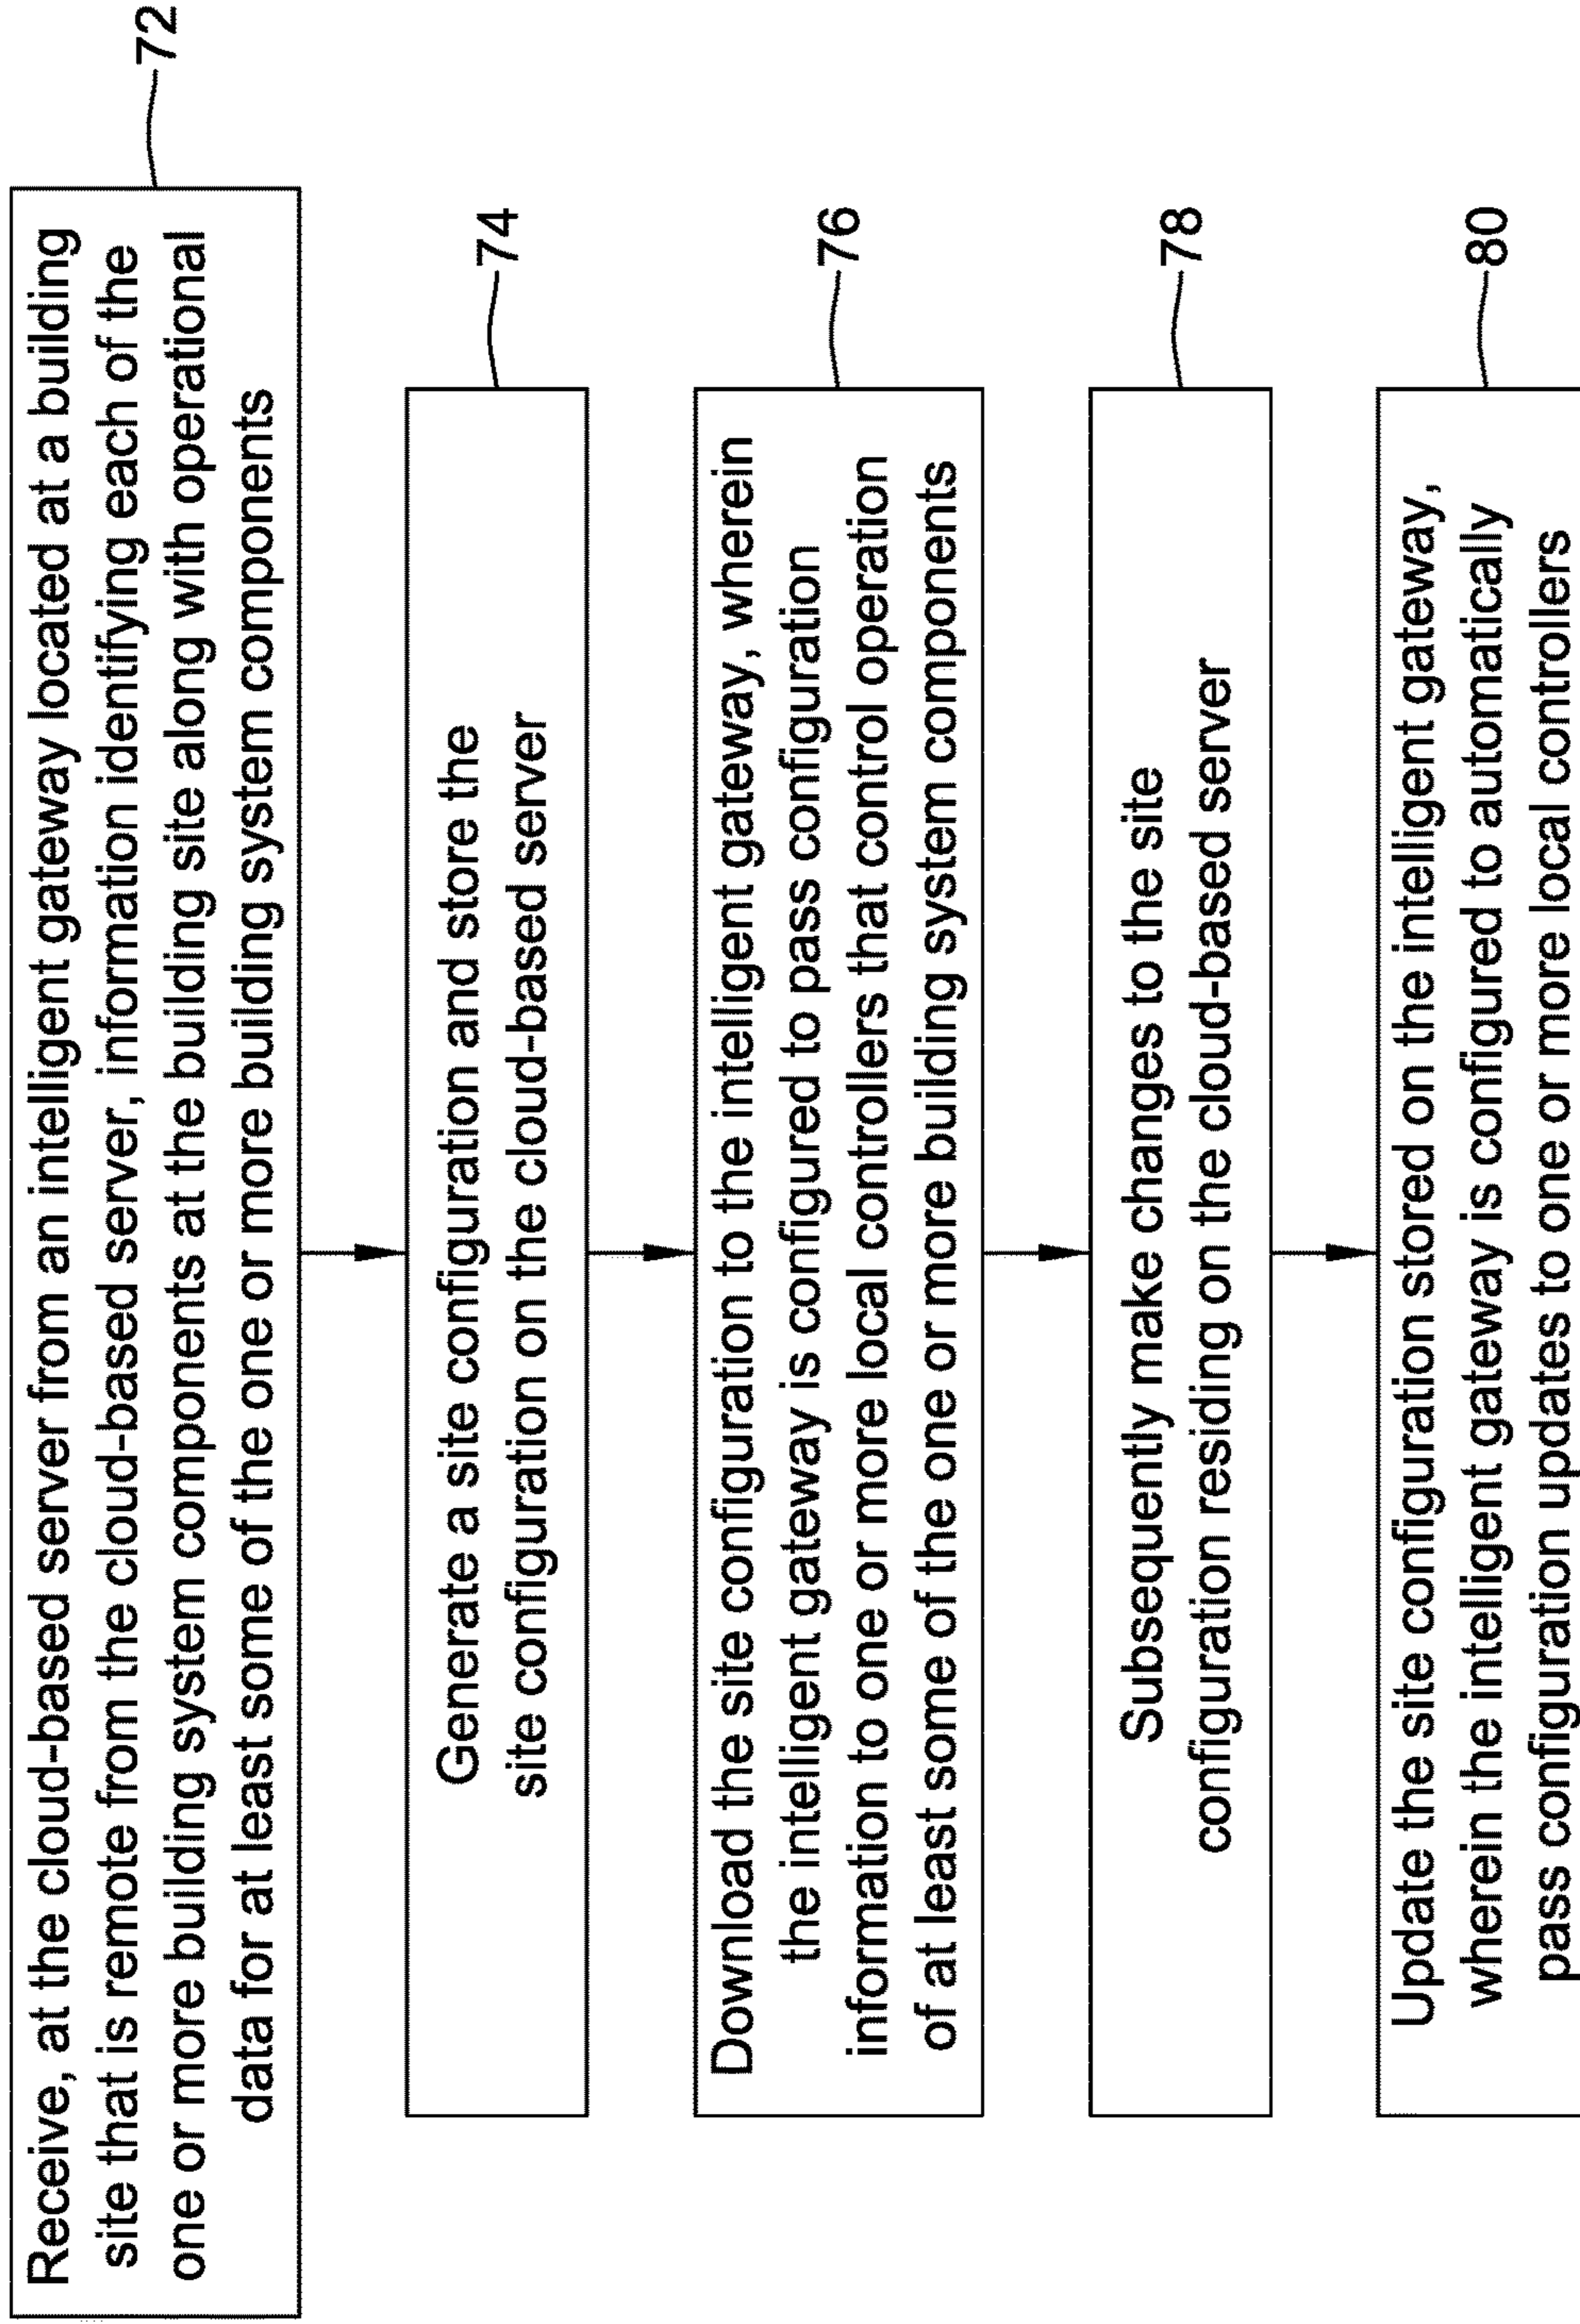 Receive, at the cloud-based server from an intelligent gateway located at a building
site that is remote from the cloud-based server, information identifying each of the
one or more building system components at the building site along with operational
data for at least some of the one or more building system components
72
Generate a site configuration and store the
site configuration on the cloud-based server
74
Download the site configuration to the intelligent gateway, wherein
the intelligent gateway is configured to pass configuration
information to one or more local controllers that control operation
of at least some of the one or more building system components
76
Subsequently make changes to the site
configuration residing on the cloud-based server
78
Update the site configuration stored on the intelligent gateway,
wherein the intelligent gateway is configured to automatically
pass configuration updates to one or more local controllers
80